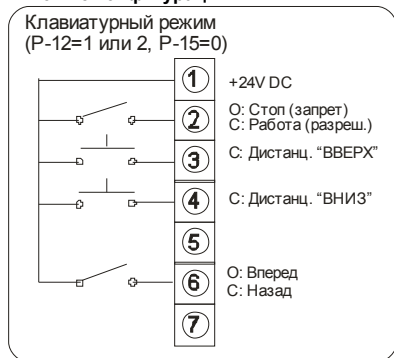 Клавиатурный режим
(P-12=1 или 2, P-15=0)
1 +24V DC
2 O: Стоп (запрет)
C: Работа (разреш.)
3 C: Дистанц. “ВВЕРХ”
4 C: Дистанц. “ВНИЗ”
5
6 O: Вперед
C: Назад
7